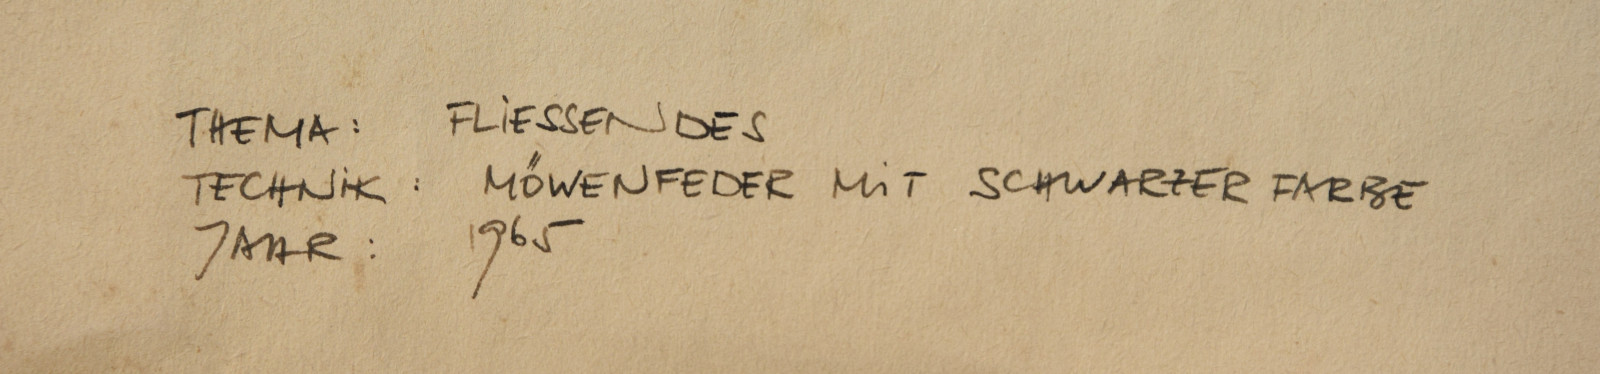 THEMA: FLiESSENDES
TECHNiK: MÖWENFEDER MiT SCHWARZER FARBE
JAHR: 1965